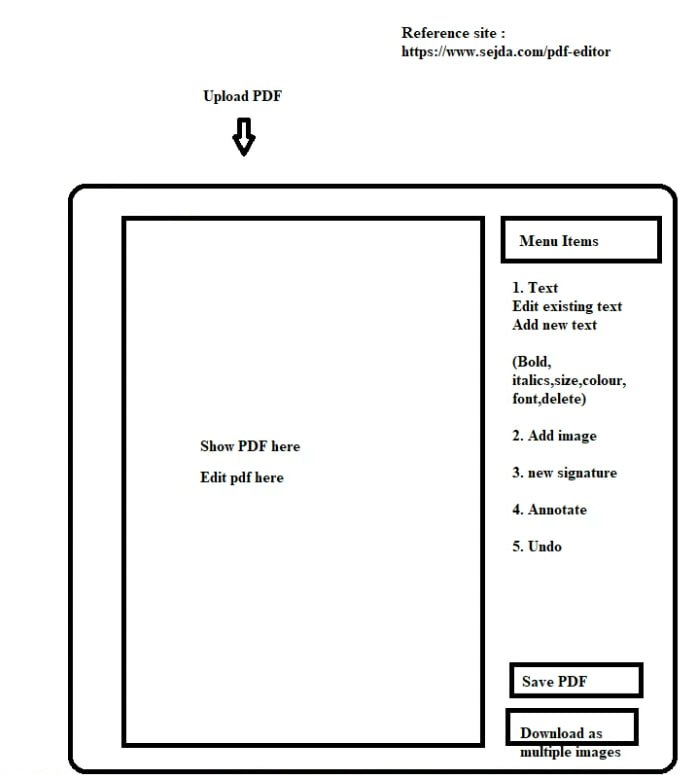 Reference site :
https://www.sejda.com/pdf-editor
Upload PDF
Show PDF here
Edit pdf here
Menu Items
1. Text
Edit existing text
Add new text
(Bold,
italics,size,colour,
font,delete)
2. Add image
3. new signature
4. Annotate
5. Undo
Save PDF
Download as
multiple images